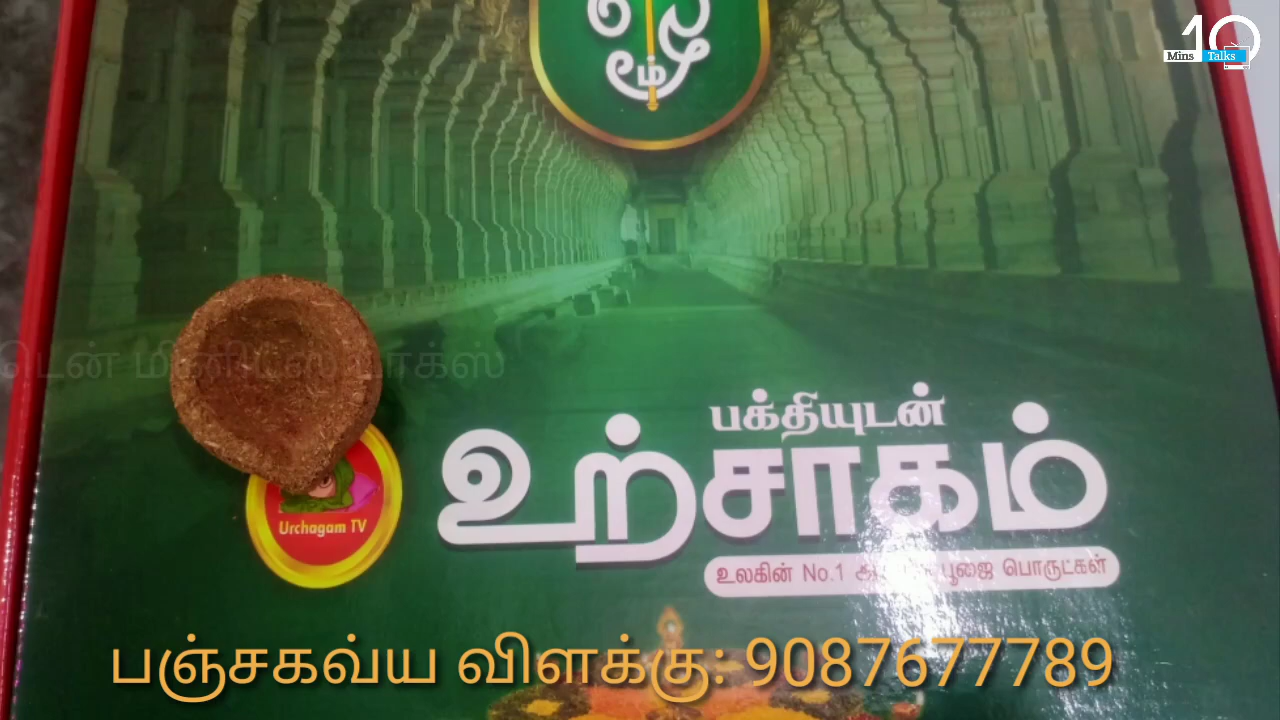 10
Mins Talks
டென் மினிட்ஸ் டாக்ஸ்
பக்தியுடன்
உற்சாகம்
Urchagam TV
உலகின் No.1 பூஜை பொருட்கள்
பஞ்சகவ்ய விளக்கு: 9087677789